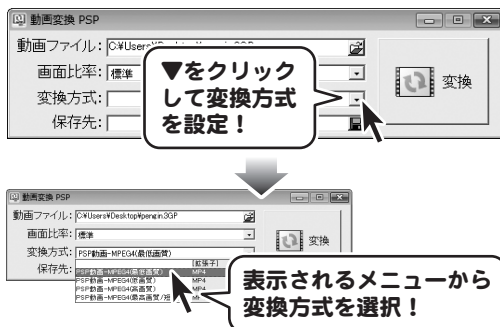 動画変換 PSP
動画ファイル:
画面比率: 標準
変換方式:
保存先:
変換
▼をクリック
して変換方式
を設定！
動画変換 PSP
動画ファイル: C:¥Users¥Desktop¥pengin.3GP
画面比率: 標準
変換方式: PSP動画-MPEG4(最低画質)
保存先:
[拡張子]
PSP動画-MPEG4(最低画質) MP4
PSP動画-MPEG4(低画質) MP4
PSP動画-MPEG4(高画質) MP4
変換
表示されるメニューから
変換方式を選択！